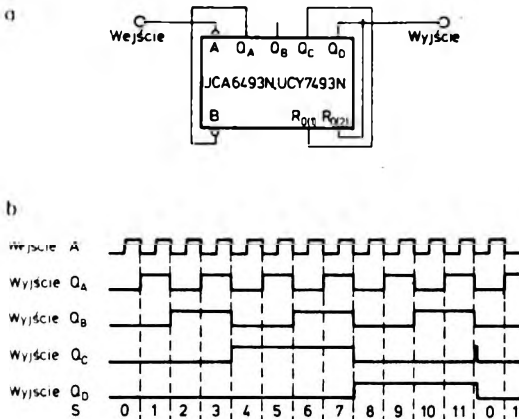 a
Wejście
Wyjście
A QA QB QC QD
UCA6493N,UCY7493N
B R0(1) R0(2)
b
Wejście A
Wyjście QA
Wyjście QB
Wyjście QC
Wyjście QD
S 0 1 2 3 4 5 6 7 8 9 10 11 0 1